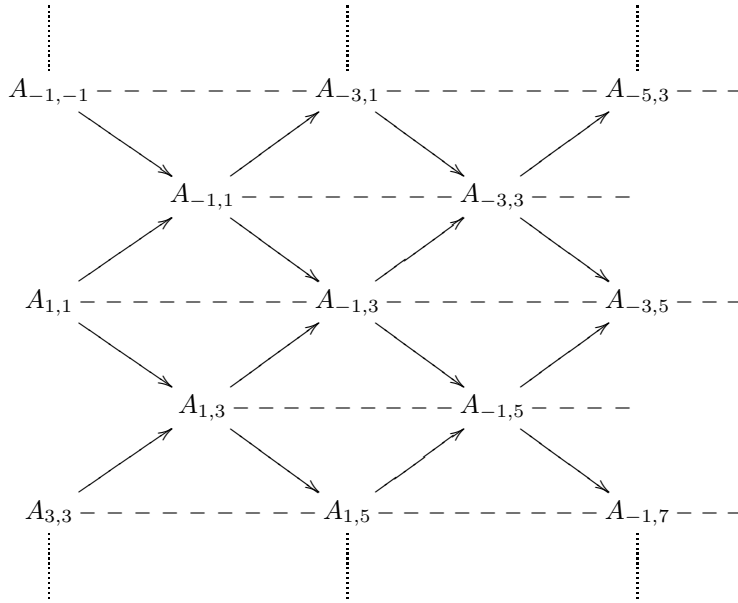 A_{-1,-1} A_{-3,1} A_{-5,3}
A_{-1,1} A_{-3,3}
A_{1,1} A_{-1,3} A_{-3,5}
A_{1,3} A_{-1,5}
A_{3,3} A_{1,5} A_{-1,7}